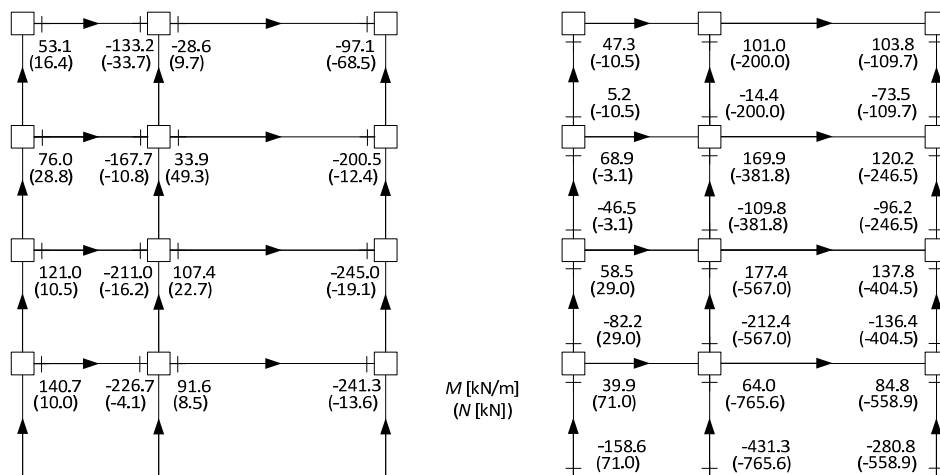 53.1 -133.2 -28.6 -97.1
(16.4) (-33.7) (9.7) (-68.5)
76.0 -167.7 33.9 -200.5
(28.8) (-10.8) (49.3) (-12.4)
121.0 -211.0 107.4 -245.0
(10.5) (-16.2) (22.7) (-19.1)
140.7 -226.7 91.6 -241.3
(10.0) (-4.1) (8.5) (-13.6)
M [kN/m]
(N [kN])
47.3 101.0 103.8
(-10.5) (-200.0) (-109.7)
5.2 -14.4 -73.5
(-10.5) (-200.0) (-109.7)
68.9 169.9 120.2
(-3.1) (-381.8) (-246.5)
-46.5 -109.8 -96.2
(-3.1) (-381.8) (-246.5)
58.5 177.4 137.8
(29.0) (-567.0) (-404.5)
-82.2 -212.4 -136.4
(29.0) (-567.0) (-404.5)
39.9 64.0 84.8
(71.0) (-765.6) (-558.9)
-158.6 -431.3 -280.8
(71.0) (-765.6) (-558.9)